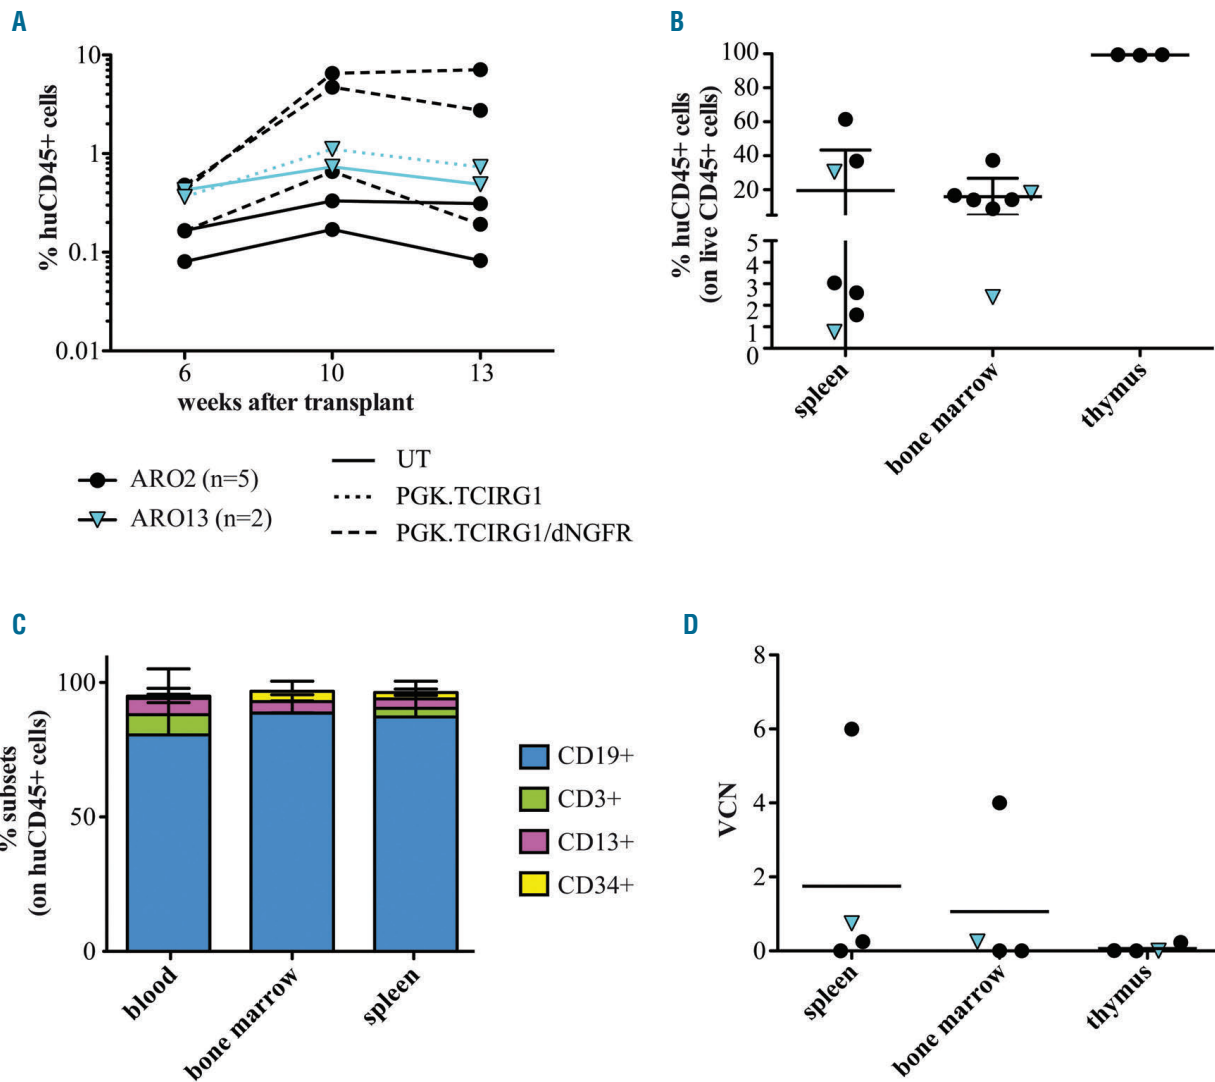 A
% huCD45+ cells
10
1
0.1
0.01
6
10
13
weeks after transplant
ARO2 (n=5)
ARO13 (n=2)
UT
PGK.TCIRG1
PGK.TCIRG1/dNGFR
B
% huCD45+ cells
(on live CD45+ cells)
100
80
60
40
20
5
4
3
2
1
0
spleen
bone marrow
thymus
C
% subsets
(on huCD45+ cells)
100
50
0
blood
bone marrow
spleen
CD19+
CD3+
CD13+
CD34+
D
VCN
8
6
4
2
0
spleen
bone marrow
thymus